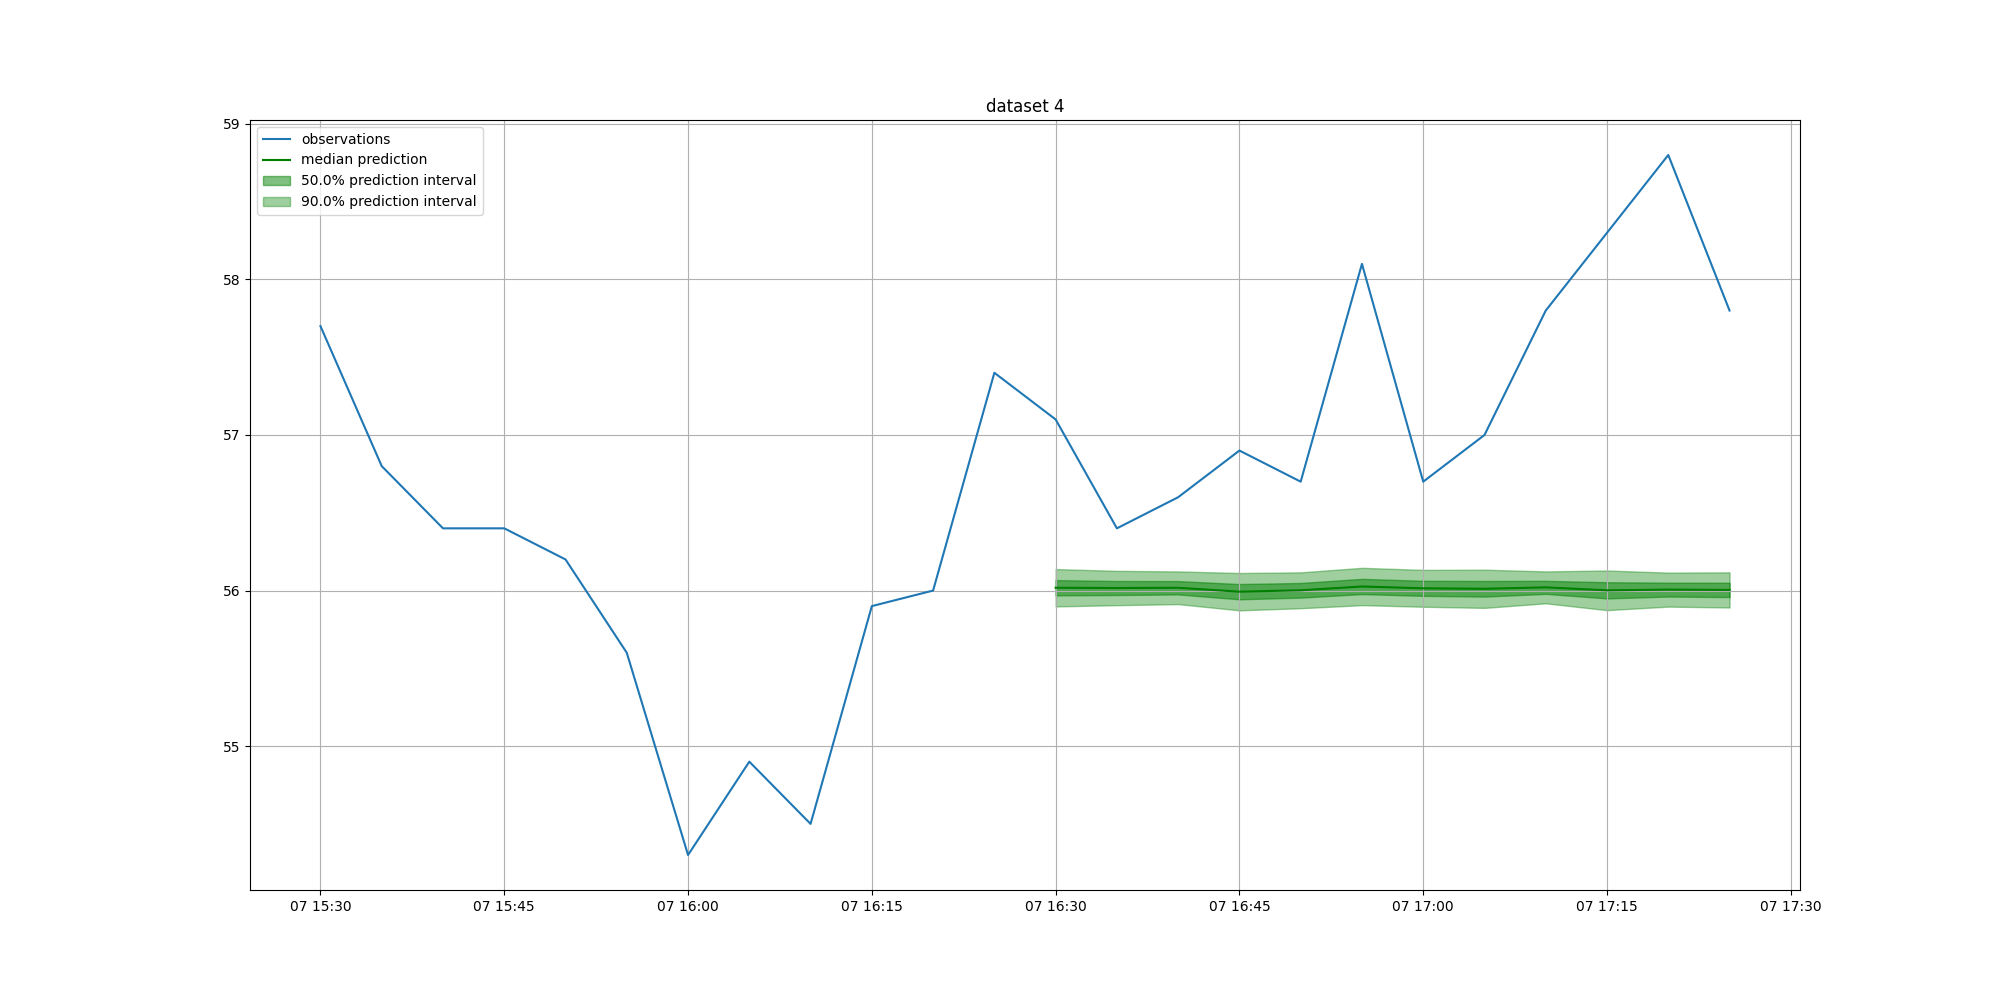 dataset 4
59
observations
median prediction
50.0% prediction interval
90.0% prediction interval
58
57
56
55
07 15:30 07 15:45 07 16:00 07 16:15 07 16:30 07 16:45 07 17:00 07 17:15 07 17:30